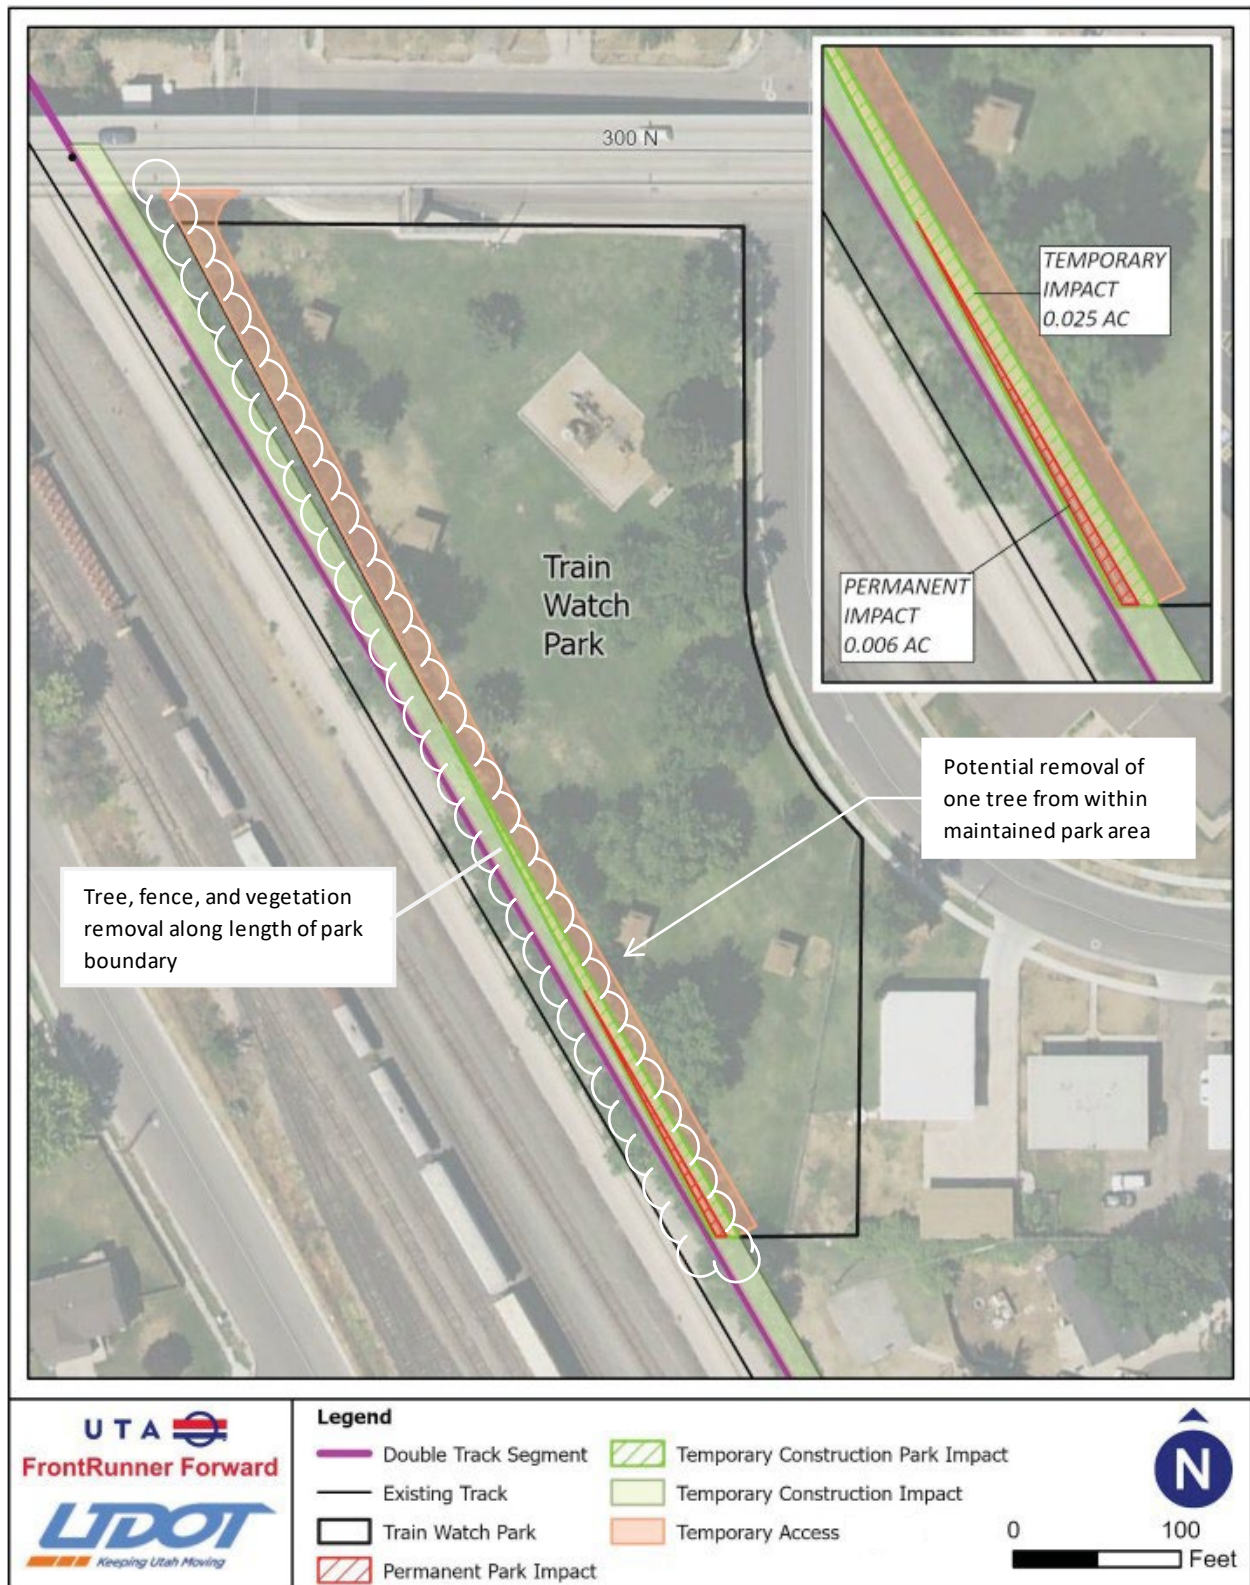 300 N
TEMPORARY
IMPACT
0.025 AC
PERMANENT
IMPACT
0.006 AC
Train
Watch
Park
Potential removal of
one tree from within
maintained park area
Tree, fence, and vegetation
removal along length of park
boundary
UTA
FrontRunner Forward
UDOT
Keeping Utah Moving
Legend
Double Track Segment
Existing Track
Train Watch Park
Permanent Park Impact
Temporary Construction Park Impact
Temporary Construction Impact
Temporary Access
N
0 100
Feet